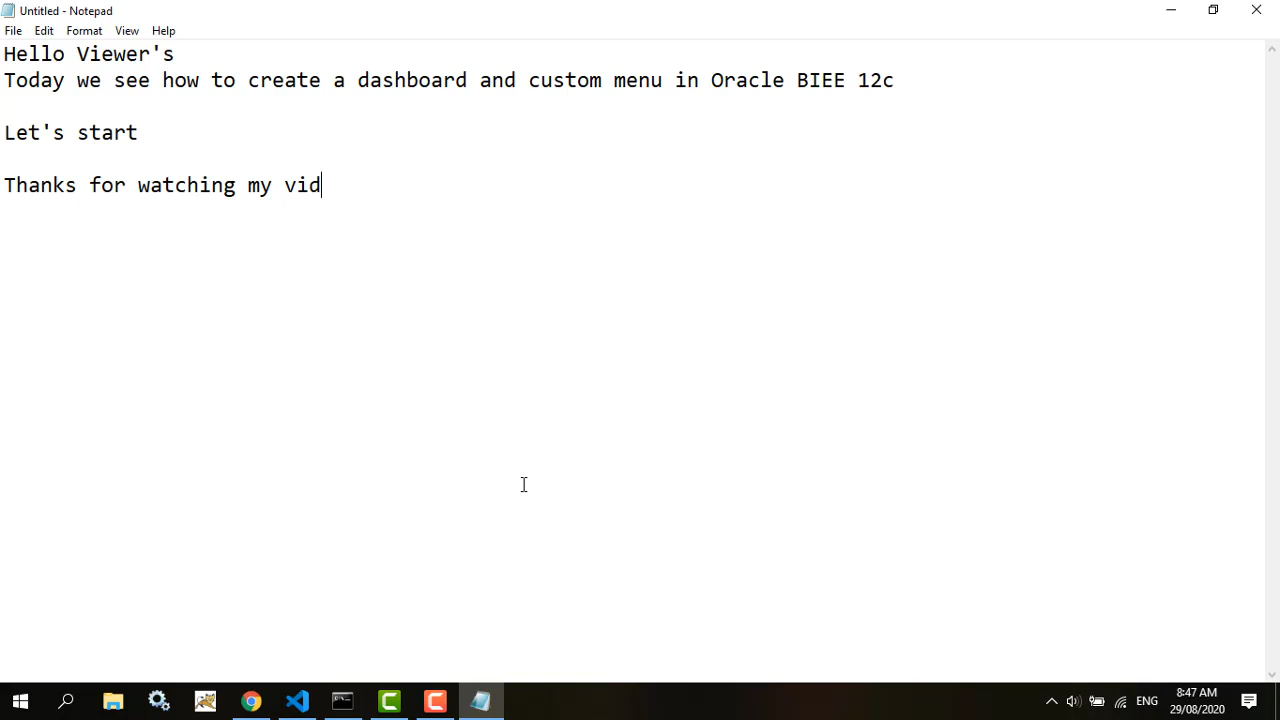 Untitled - Notepad
File Edit Format View Help
Hello Viewer's
Today we see how to create a dashboard and custom menu in Oracle BIEE 12c
Let's start
Thanks for watching my vid
ENG
8:47 AM
29/08/2020